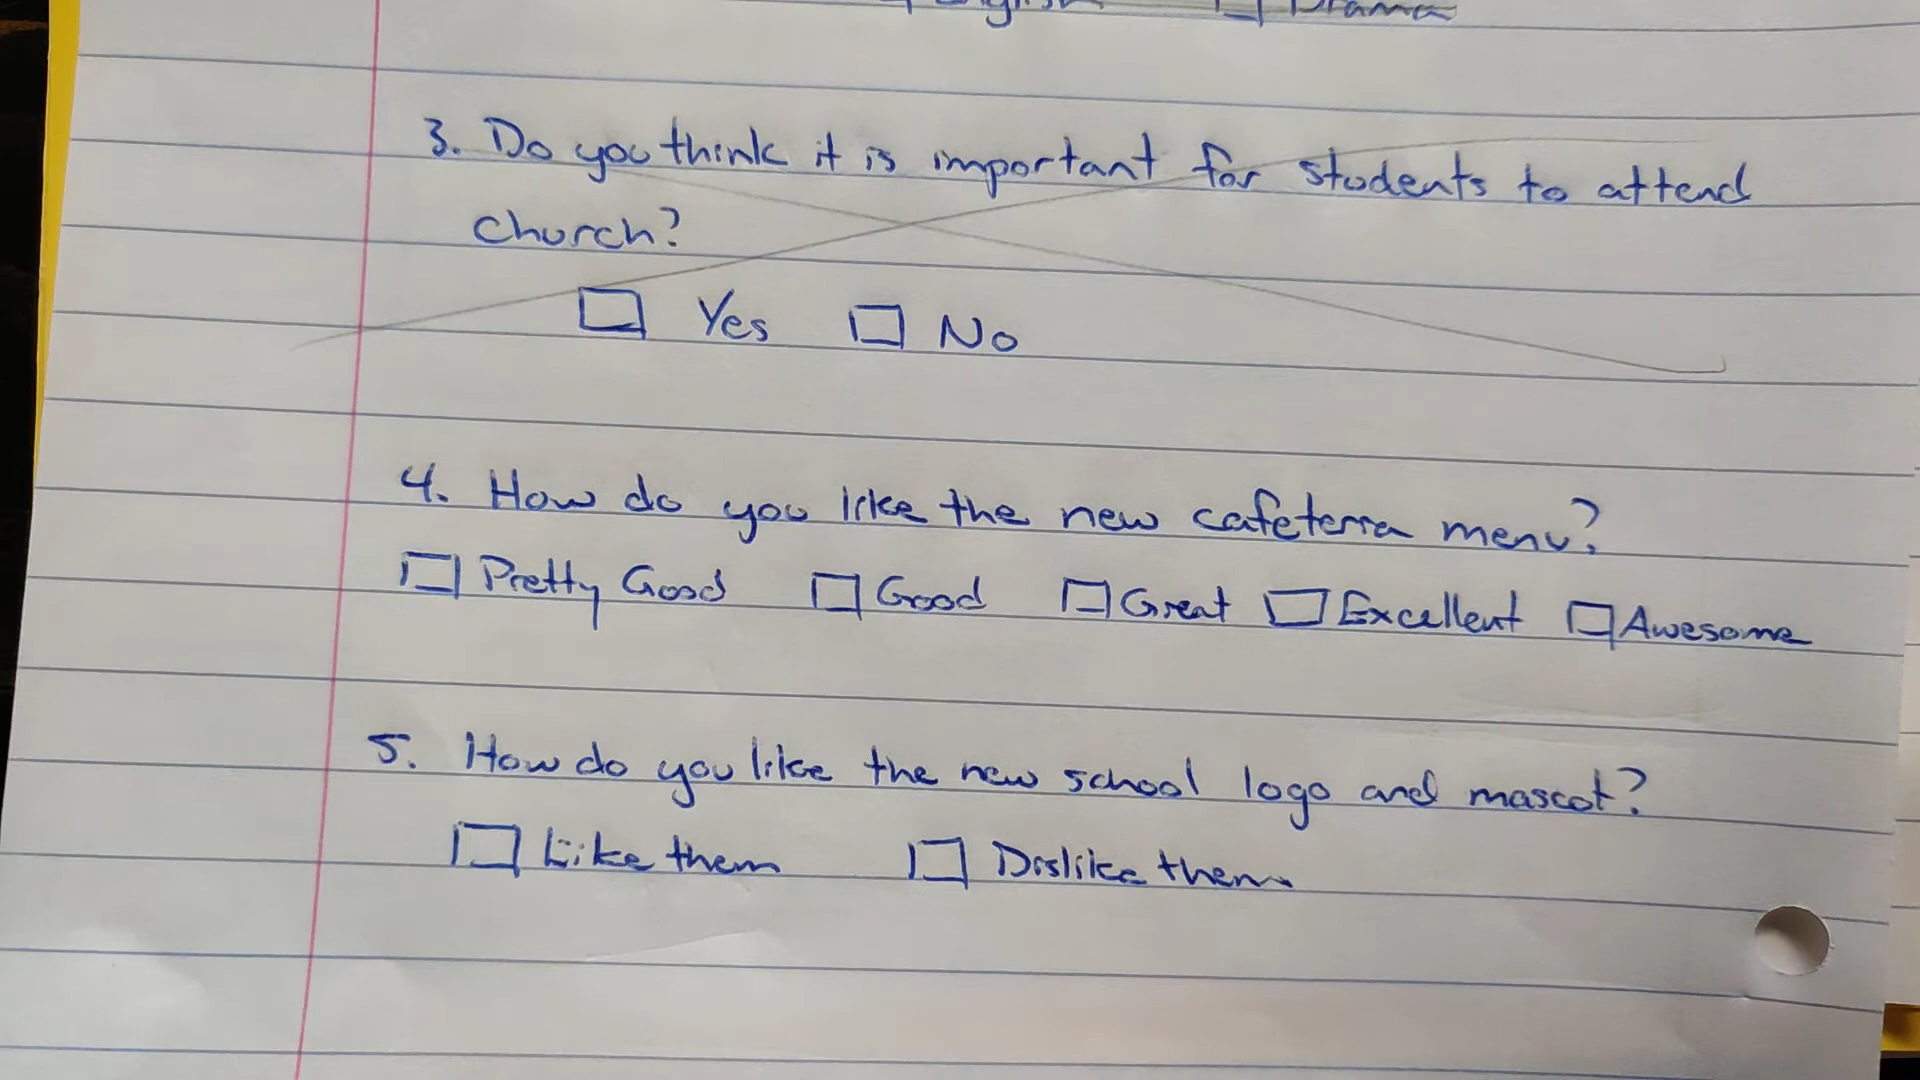 English Drama
3. Do you think it is important for students to attend
church?
Yes No
4. How do you like the new cafeteria menu?
Pretty Good Good Great Excellent Awesome
5. How do you like the new school logo and mascot?
Like them Dislike them